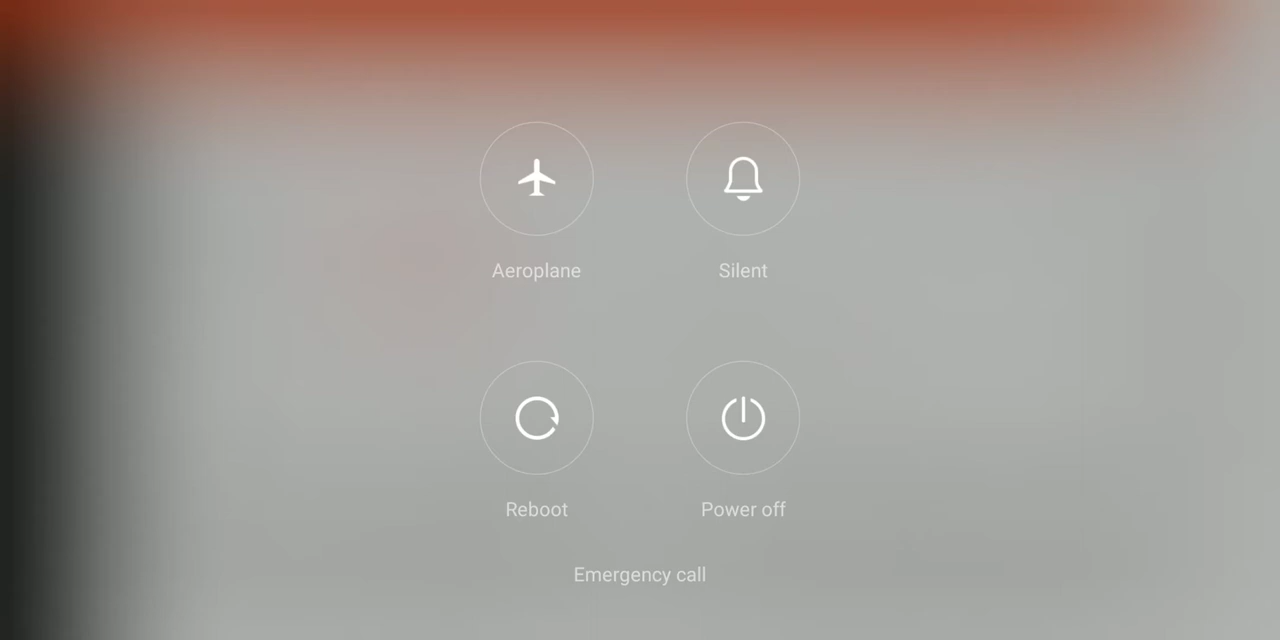 Aeroplane
Silent
Reboot
Power off
Emergency call